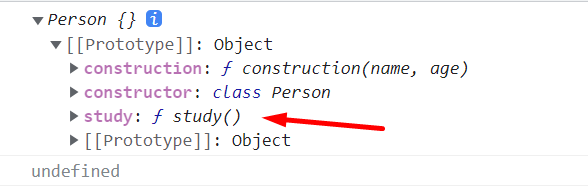 Person {} i
[[Prototype]]: Object
construction: ƒ construction(name, age)
constructor: class Person
study: ƒ study()
[[Prototype]]: Object
undefined